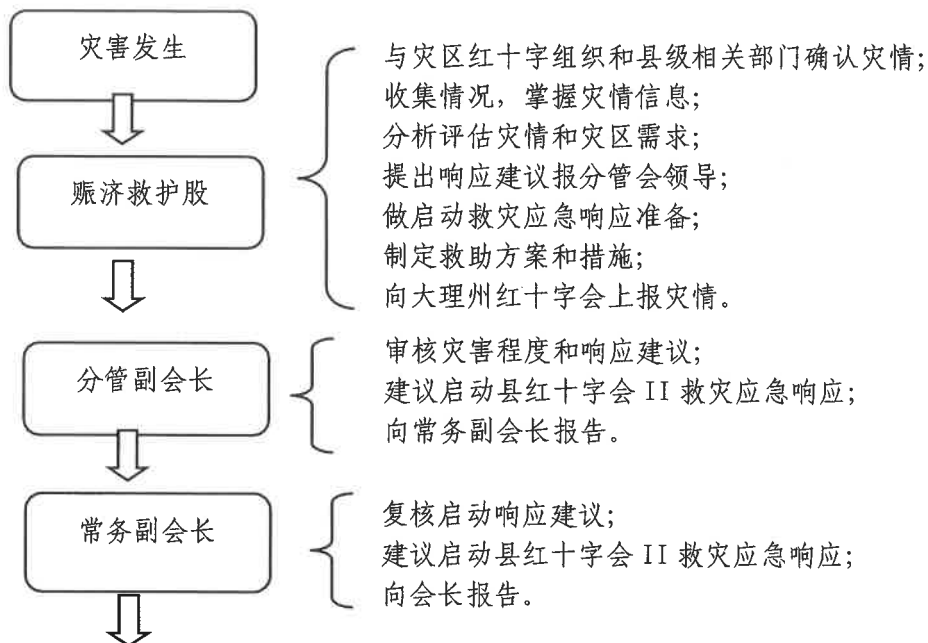 灾害发生
与灾区红十字组织和县级相关部门确认灾情;
收集情况，掌握灾情信息;
分析评估灾情和灾区需求;
赈济救护股
提出响应建议报分管会领导;
做启动救灾应急响应准备;
制定救助方案和措施;
向大理州红十字会上报灾情。
分管副会长
审核灾害程度和响应建议;
建议启动县红十字会 II 救灾应急响应;
向常务副会长报告。
常务副会长
复核启动响应建议;
建议启动县红十字会 II 救灾应急响应;
向会长报告。